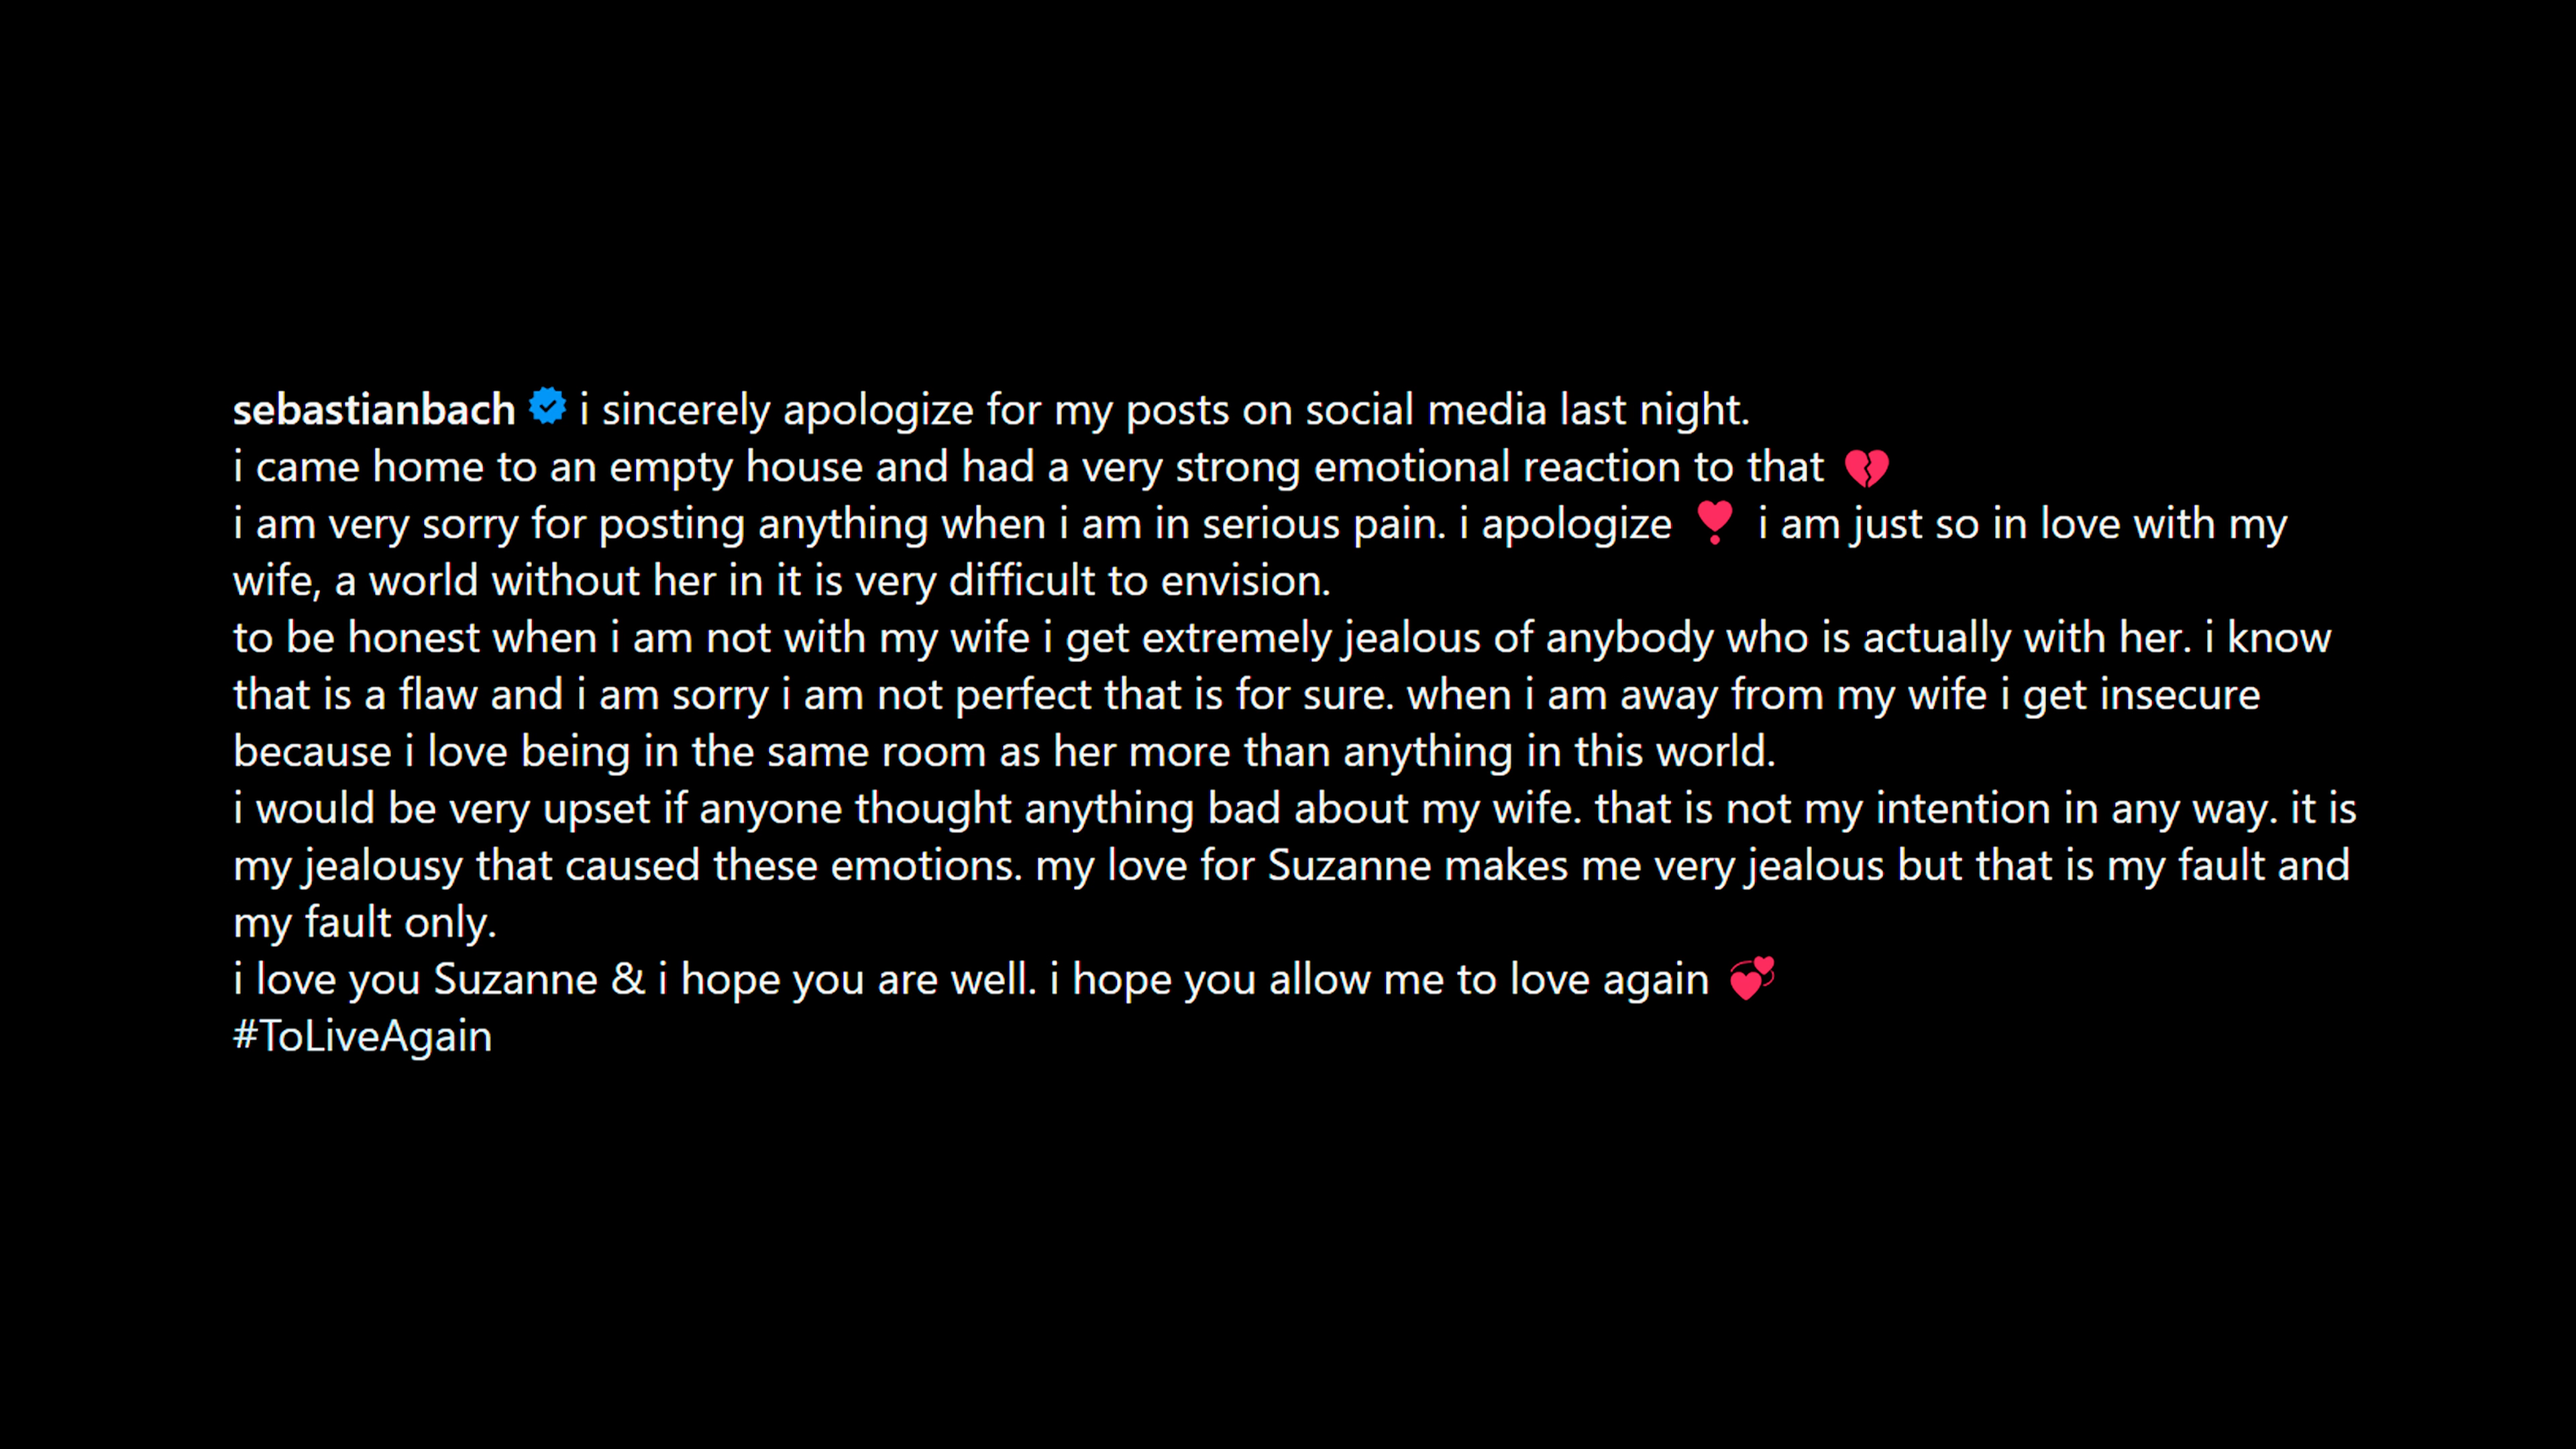 sebastianbach i sincerely apologize for my posts on social media last night.
i came home to an empty house and had a very strong emotional reaction to that 💔
i am very sorry for posting anything when i am in serious pain. i apologize ❣️ i am just so in love with my
wife, a world without her in it is very difficult to envision.
to be honest when i am not with my wife i get extremely jealous of anybody who is actually with her. i know
that is a flaw and i am sorry i am not perfect that is for sure. when i am away from my wife i get insecure
because i love being in the same room as her more than anything in this world.
i would be very upset if anyone thought anything bad about my wife. that is not my intention in any way. it is
my jealousy that caused these emotions. my love for Suzanne makes me very jealous but that is my fault and
my fault only.
i love you Suzanne & i hope you are well. i hope you allow me to love again 💞
#ToLiveAgain